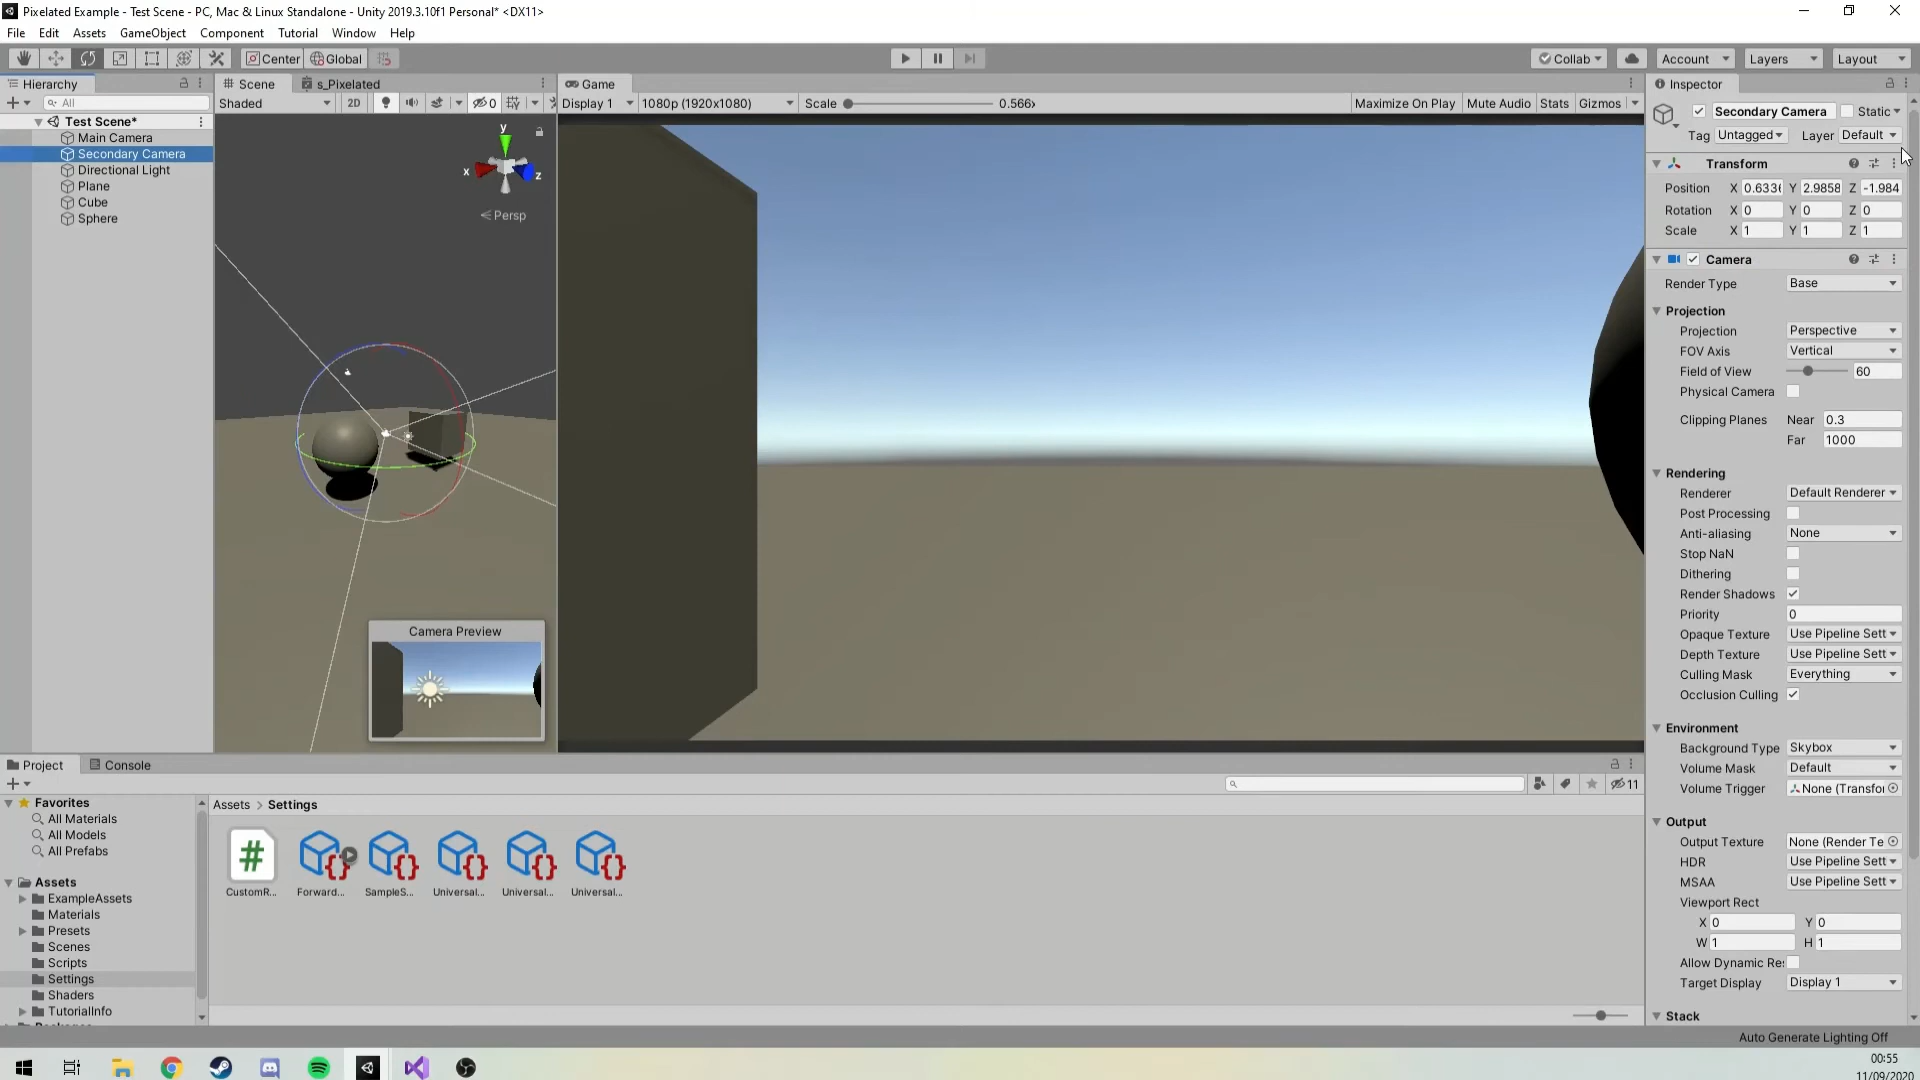 Pixelated Example - Test Scene - PC, Mac & Linux Standalone - Unity 2019.3.10f1 Personal* <DX11>
File Edit Assets GameObject Component Tutorial Window Help
Center Global Collab Account Layers Layout
Hierarchy Scene s_Pixelated Game Inspector
All Shaded 2D 0 Display 1 1080p (1920x1080) Scale 0.566x Maximize On Play Mute Audio Stats Gizmos
Secondary Camera Static
Tag Untagged Layer Default
Test Scene*
Main Camera
Secondary Camera
Directional Light
Plane
Cube
Sphere
y
x
z
Persp
Camera Preview
Transform
Position X 0.633 Y 2.9858 Z -1.984
Rotation X 0 Y 0 Z 0
Scale X 1 Y 1 Z 1
Camera
Render Type Base
Projection
Projection Perspective
FOV Axis Vertical
Field of View 60
Physical Camera
Clipping Planes Near 0.3
Far 1000
Rendering
Renderer Default Renderer
Post Processing
Anti-aliasing None
Stop NaN
Dithering
Render Shadows
Priority 0
Opaque Texture Use Pipeline Sett
Depth Texture Use Pipeline Sett
Culling Mask Everything
Occlusion Culling
Environment
Background Type Skybox
Volume Mask Default
Volume Trigger None (Transfor
Output
Output Texture None (Render Te
HDR Use Pipeline Sett
MSAA Use Pipeline Sett
Viewport Rect
X 0 Y 0
W 1 H 1
Allow Dynamic Re
Target Display Display 1
Stack
Project Console
11
Favorites
All Materials
All Models
All Prefabs
Assets
ExampleAssets
Materials
Presets
Scenes
Scripts
Settings
Shaders
TutorialInfo
Assets > Settings
#
CustomR... Forward... SampleS... Universal... Universal... Universal...
Auto Generate Lighting Off
00:55
11/09/2020